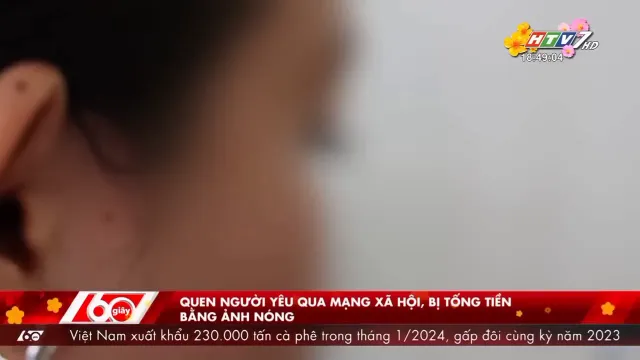 HTV7 HD
18:49:04
60 giây
QUEN NGƯỜI YÊU QUA MẠNG XÃ HỘI, BỊ TỐNG TIỀN
BẰNG ẢNH NÓNG
60
Việt Nam xuất khẩu 230.000 tấn cà phê trong tháng 1/2024, gấp đôi cùng kỳ năm 2023